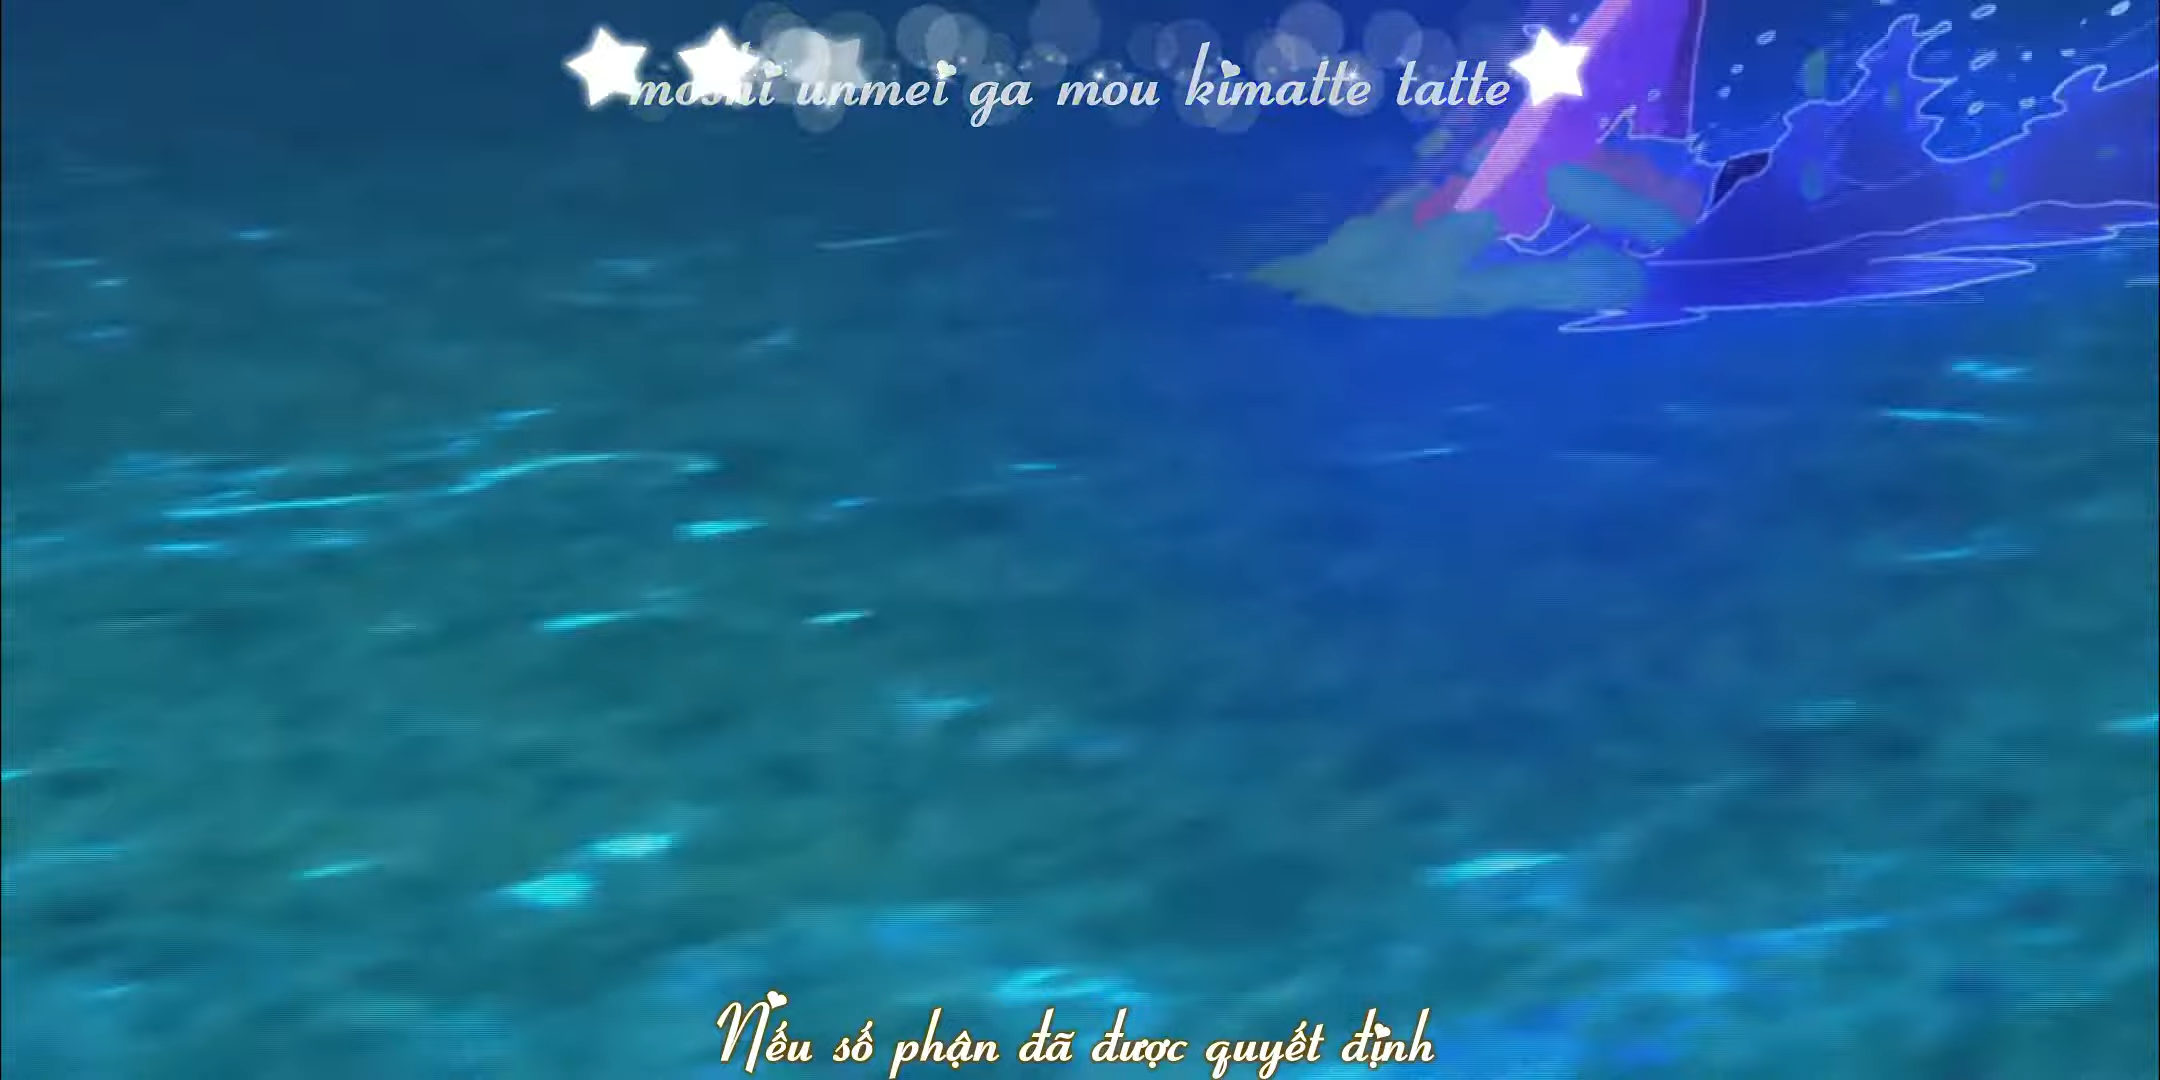 moshi unmei ga mou kimatte tatte
Nếu số phận đã được quyết định